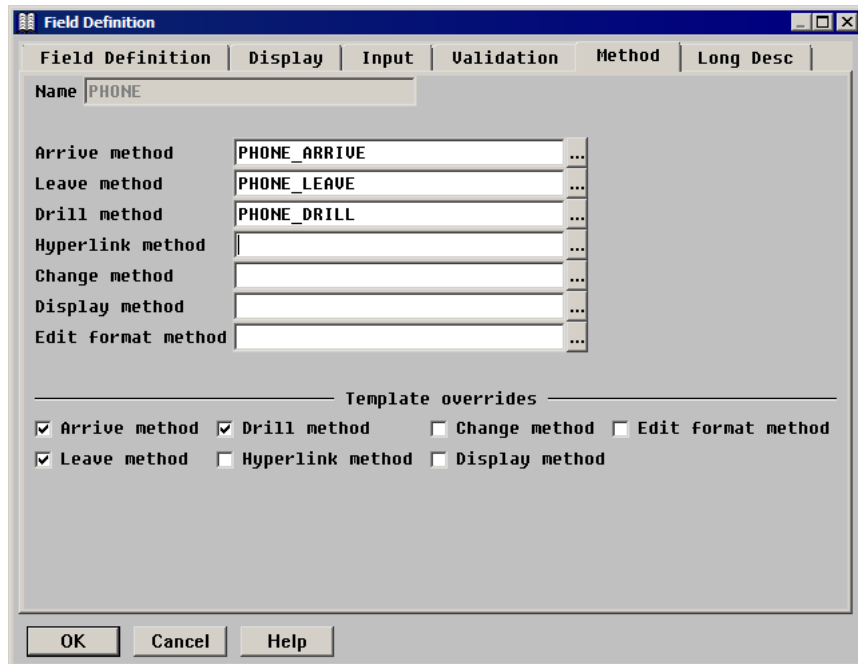 Field Definition
Field Definition Display Input Validation Method Long Desc
Name PHONE
Arrive method PHONE_ARRIVE ...
Leave method PHONE_LEAVE ...
Drill method PHONE_DRILL ...
Hyperlink method ...
Change method ...
Display method ...
Edit format method ...
Template overrides
Arrive method Drill method Change method Edit format method
Leave method Hyperlink method Display method
OK Cancel Help